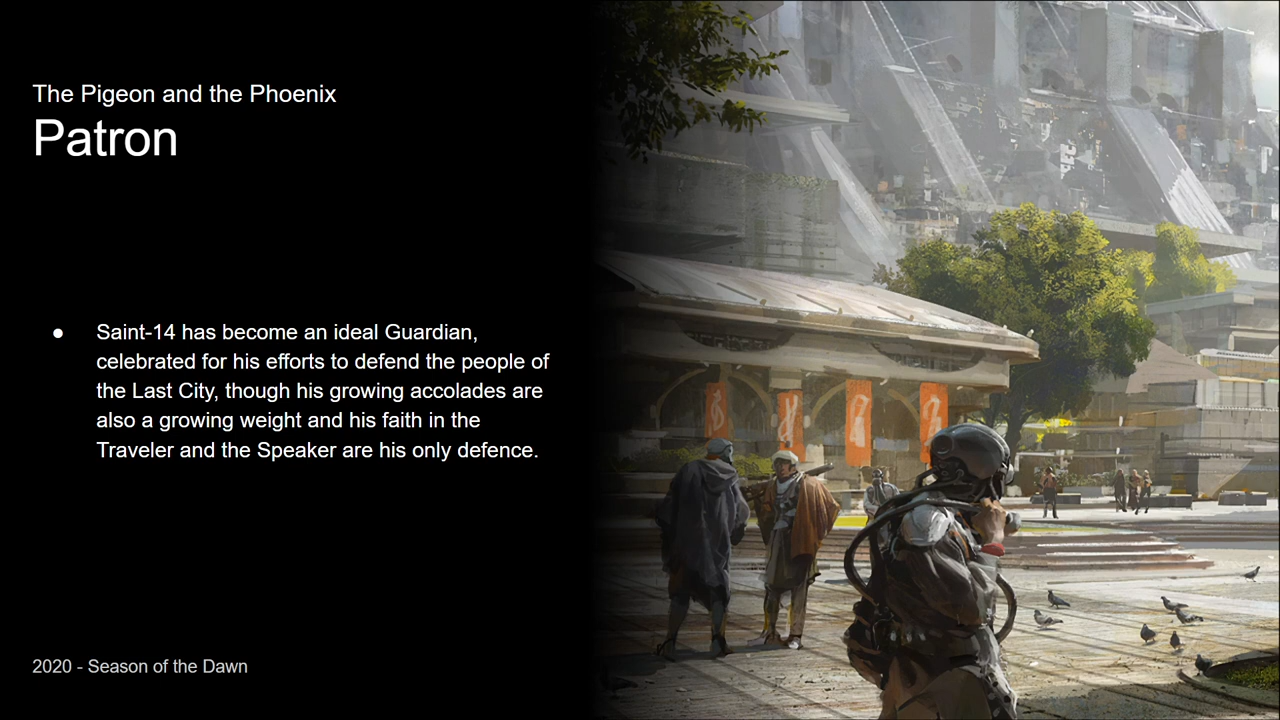 The Pigeon and the Phoenix
Patron
● Saint-14 has become an ideal Guardian,
celebrated for his efforts to defend the people of
the Last City, though his growing accolades are
also a growing weight and his faith in the
Traveler and the Speaker are his only defence.
2020 - Season of the Dawn